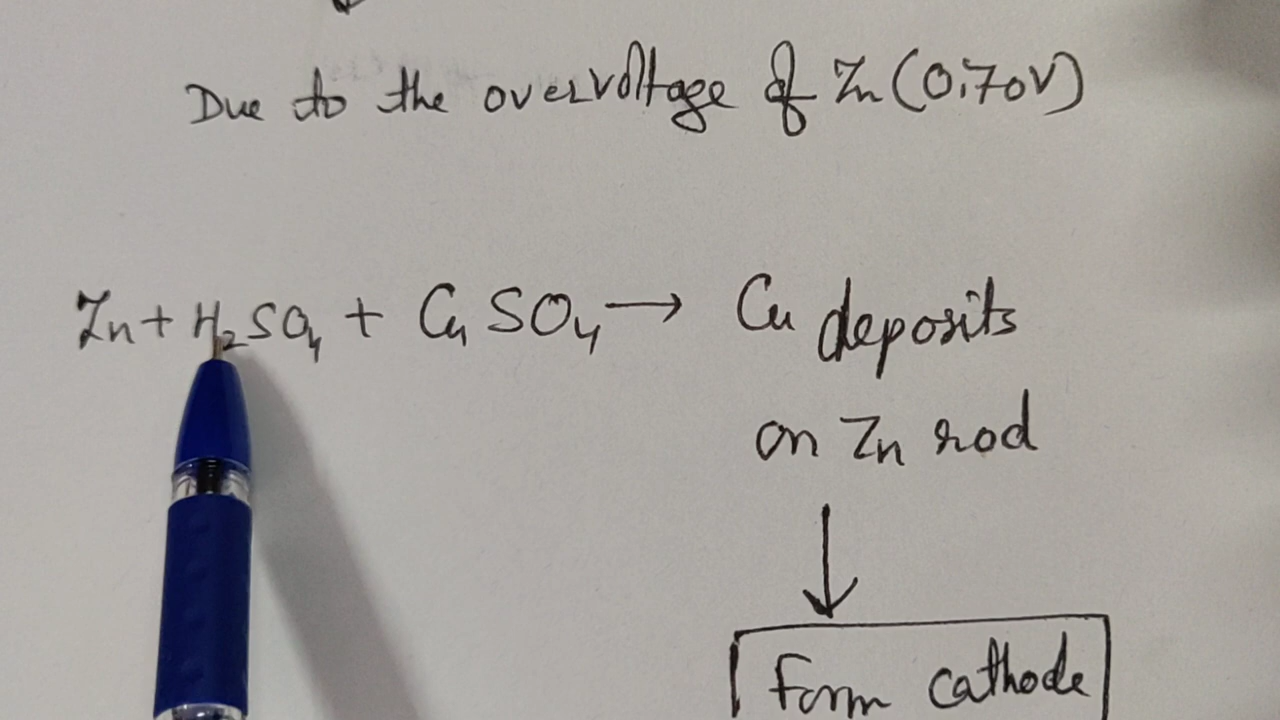 Due to the overvoltage of Zn (0.70V)
Zn + H₂SO₄ + CuSO₄ → Cu deposits
on Zn rod
↓
Form cathode